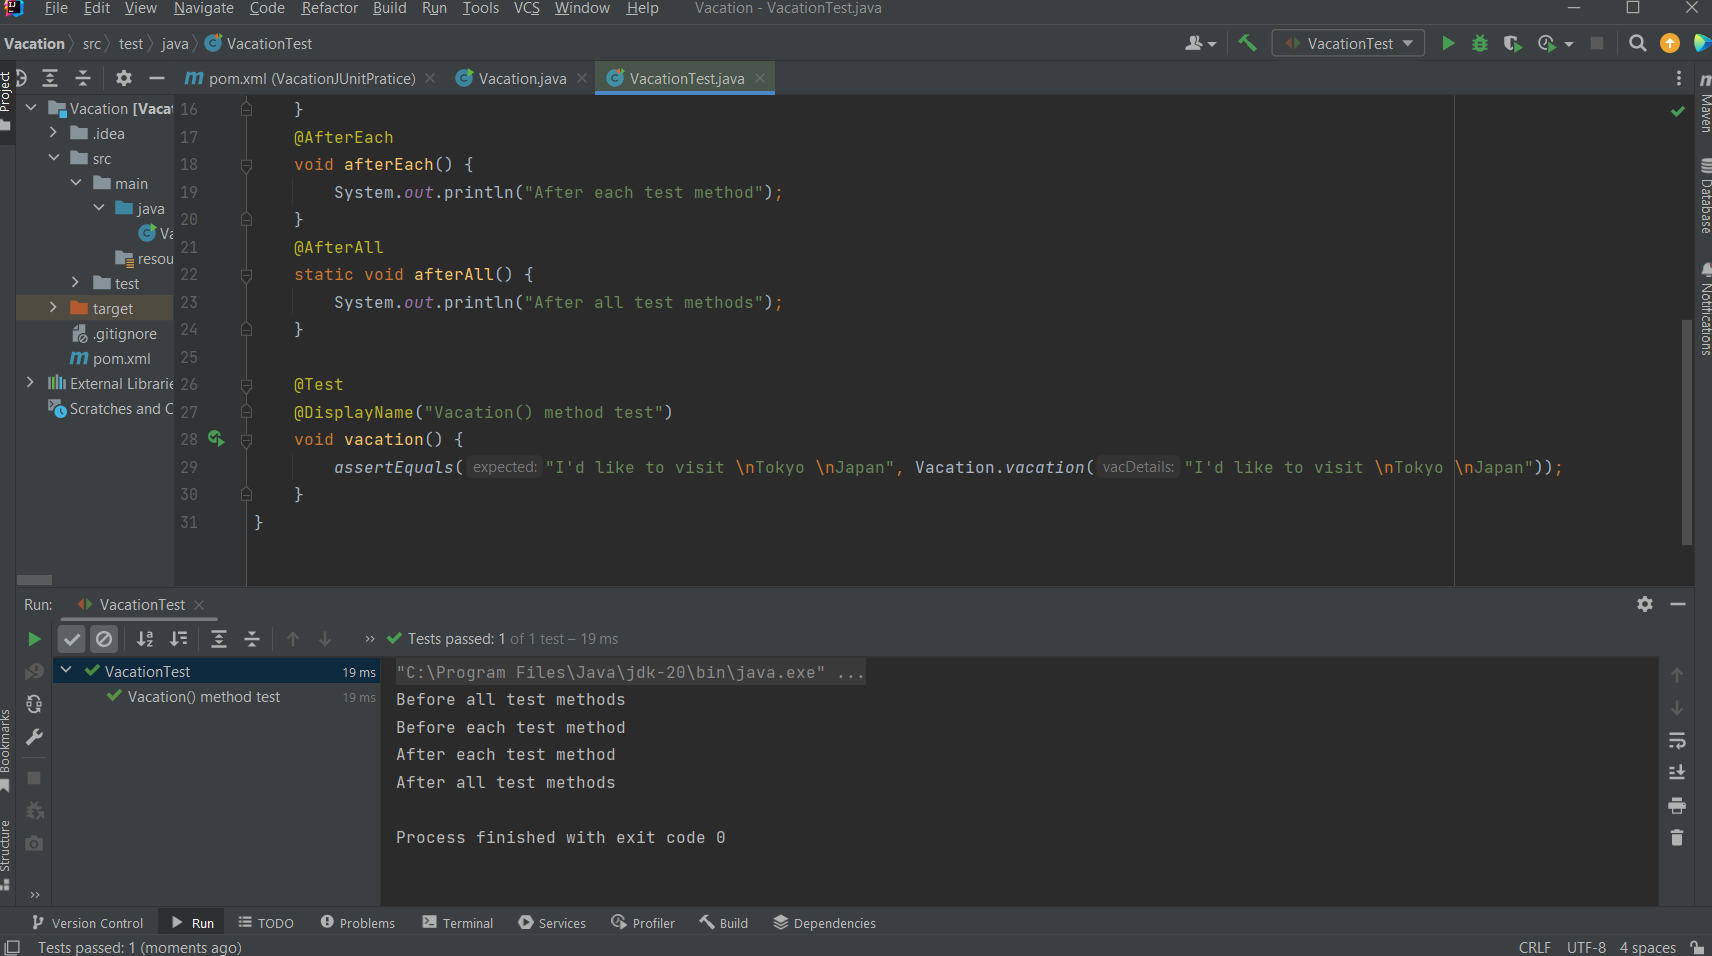 File Edit View Navigate Code Refactor Build Run Tools VCS Window Help Vacation - VacationTest.java
Vacation src test java VacationTest VacationTest
Project
pom.xml (VacationJUnitPratice) Vacation.java VacationTest.java
Vacation [Vacat
.idea
src
main
java
Va
resou
test
target
.gitignore
pom.xml
External Librarie
Scratches and C
16 }
17 @AfterEach
18 void afterEach() {
19 System.out.println("After each test method");
20 }
21 @AfterAll
22 static void afterAll() {
23 System.out.println("After all test methods");
24 }
25
26 @Test
27 @DisplayName("Vacation() method test")
28 void vacation() {
29 assertEquals( expected: "I'd like to visit \nTokyo \nJapan", Vacation.vacation( vacDetails: "I'd like to visit \nTokyo \nJapan"));
30 }
31 }
Maven
Database
Notifications
Run: VacationTest
Tests passed: 1 of 1 test – 19 ms
VacationTest 19 ms
Vacation() method test 19 ms
"C:\Program Files\Java\jdk-20\bin\java.exe" ...
Before all test methods
Before each test method
After each test method
After all test methods
Process finished with exit code 0
Bookmarks
Structure
Version Control Run TODO Problems Terminal Services Profiler Build Dependencies
Tests passed: 1 (moments ago) CRLF UTF-8 4 spaces